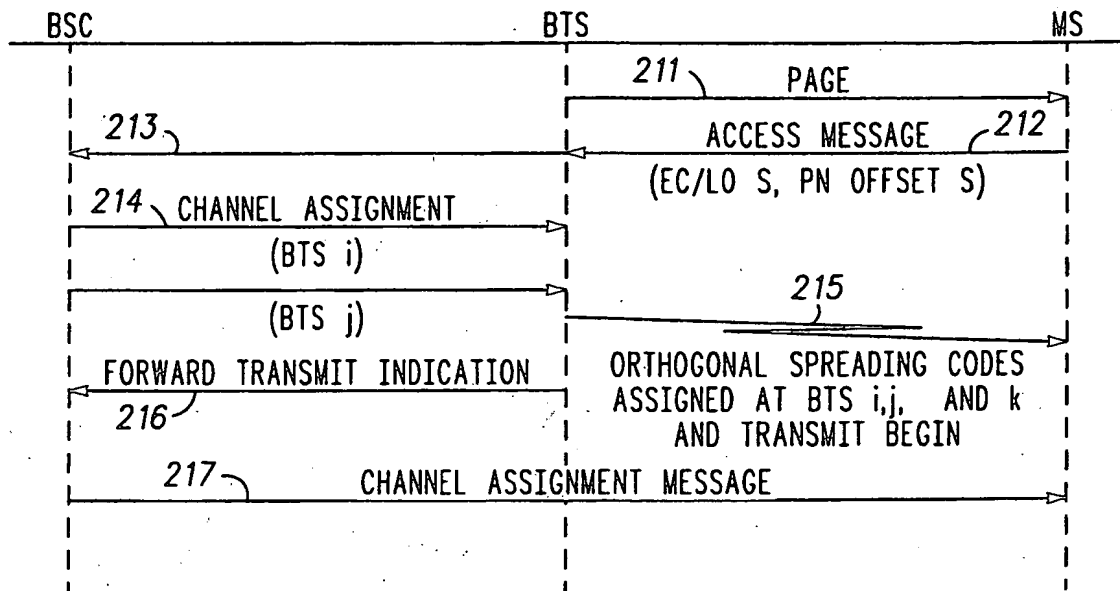 BSC BTS MS
211 PAGE
213 ACCESS MESSAGE 212
(EC/LO S, PN OFFSET S)
214 CHANNEL ASSIGNMENT
(BTS i)
215
(BTS j)
FORWARD TRANSMIT INDICATION
216
ORTHOGONAL SPREADING CODES
ASSIGNED AT BTS i,j, AND k
AND TRANSMIT BEGIN
217 CHANNEL ASSIGNMENT MESSAGE